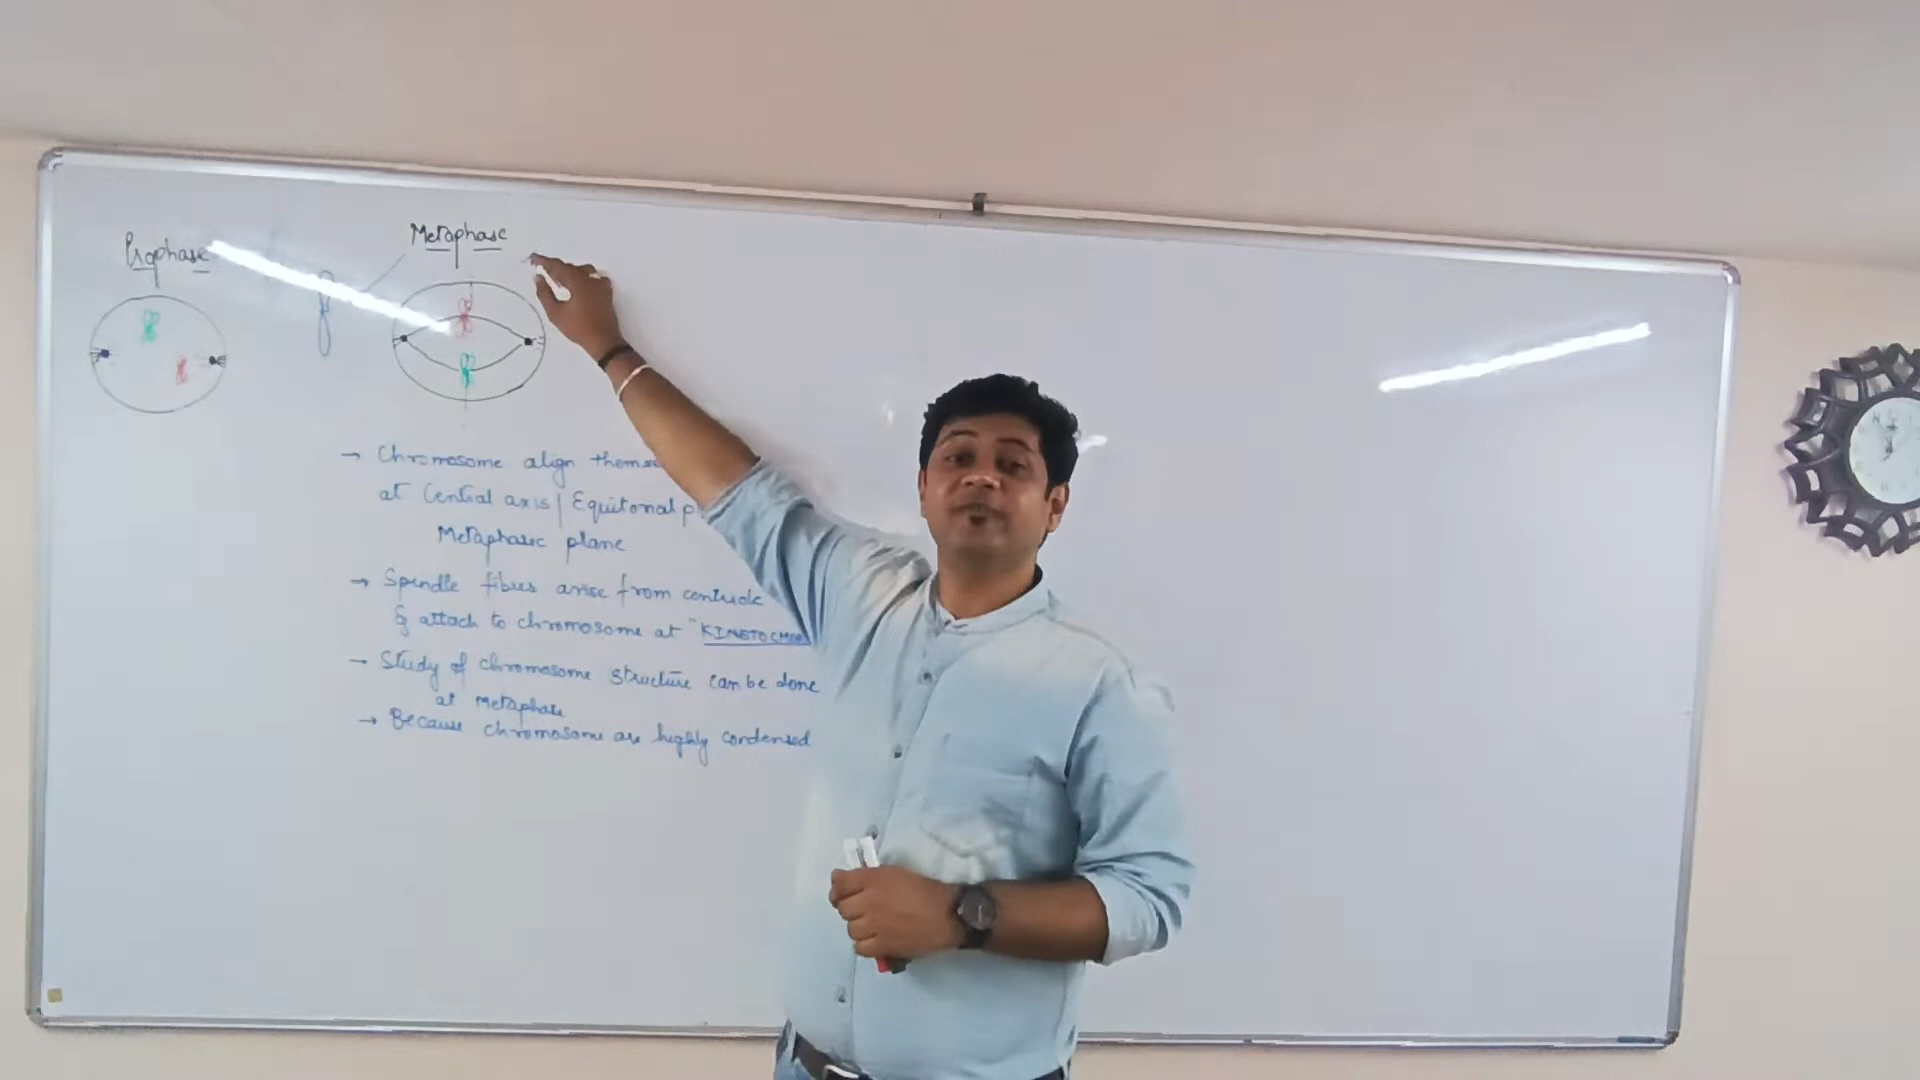 Prophase
Metaphase
→ Chromosome align themse
at Central axis | Equitorial p
Metaphasic plane
→ Spindle fibres arise from centriole
& attach to chromosome at "KINETOCHOR
→ Study of chromosome structure can be done
at metaphase
→ Because chromosome are highly condensed